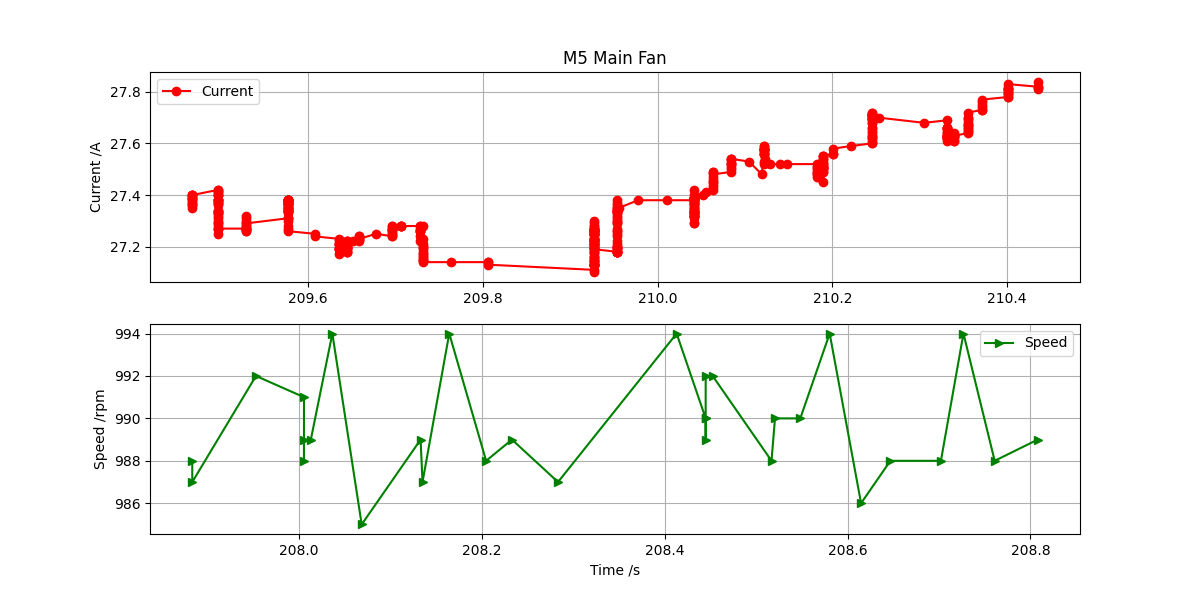 M5 Main Fan
Current /A
27.8
27.6
27.4
27.2
Current
209.6 209.8 210.0 210.2 210.4
Speed /rpm
994
992
990
988
986
Speed
208.0 208.2 208.4 208.6 208.8
Time /s